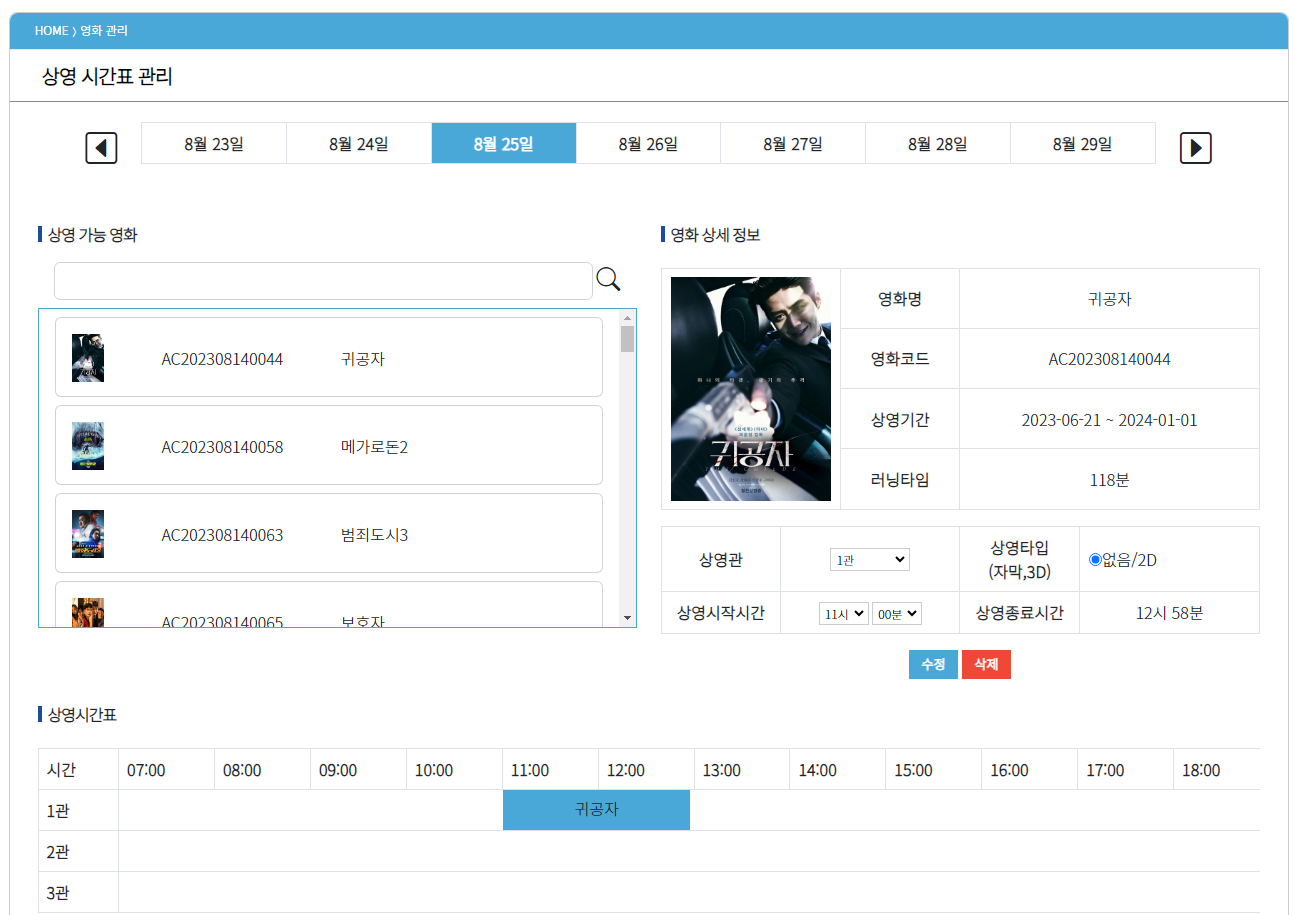 HOME 〉 영화 관리
상영 시간표 관리
8월 23일 8월 24일 8월 25일 8월 26일 8월 27일 8월 28일 8월 29일
상영 가능 영화
AC202308140044 귀공자
AC202308140058 메가로돈2
AC202308140063 범죄도시3
AC202308140065 보호자
영화 상세 정보
귀공자
영화명 귀공자
영화코드 AC202308140044
상영기간 2023-06-21 ~ 2024-01-01
러닝타임 118분
상영관 1관 상영타입
(자막,3D) 없음/2D
상영시작시간 11시 00분 상영종료시간 12시 58분
수정 삭제
상영시간표
시간 07:00 08:00 09:00 10:00 11:00 12:00 13:00 14:00 15:00 16:00 17:00 18:00
1관 귀공자
2관
3관